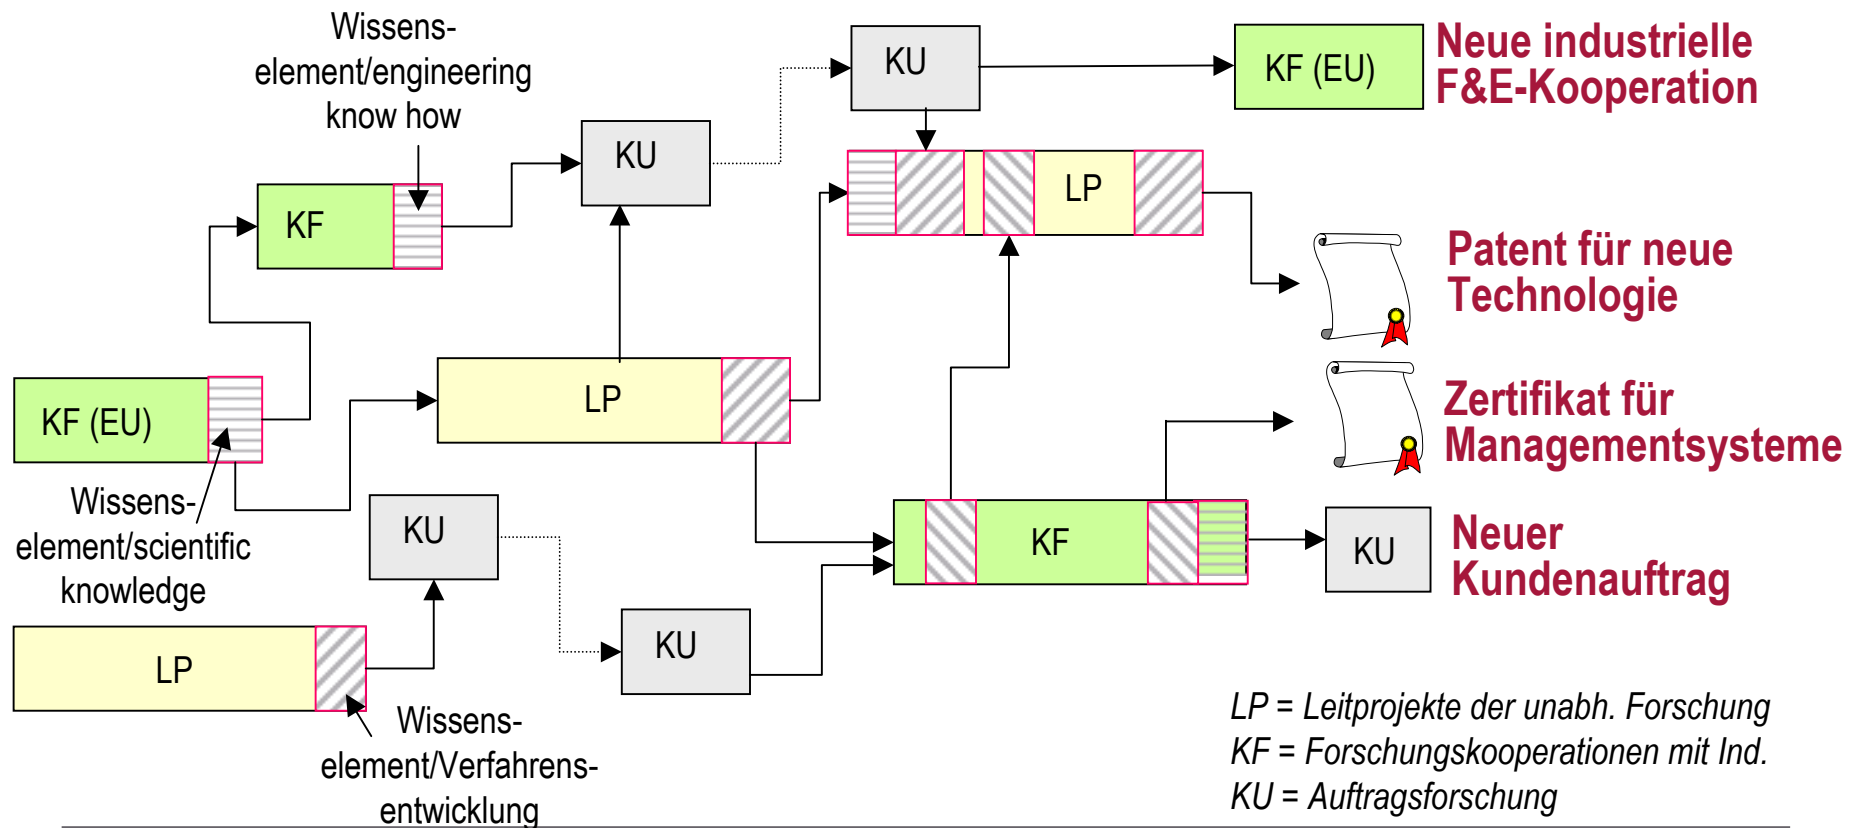 Wissens-
element/engineering
know how
KU
KF (EU)
Neue industrielle
F&E-Kooperation
KU
LP
KF
Patent für neue
Technologie
KF (EU)
LP
Zertifikat für
Managementsysteme
Wissens-
element/scientific
knowledge
KU
KF
KU
Neuer
Kundenauftrag
LP
KU
Wissens-
element/Verfahrens-
entwicklung
LP = Leitprojekte der unabh. Forschung
KF = Forschungskooperationen mit Ind.
KU = Auftragsforschung